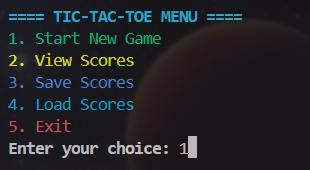 ==== TIC-TAC-TOE MENU ====
1. Start New Game
2. View Scores
3. Save Scores
4. Load Scores
5. Exit
Enter your choice: 1